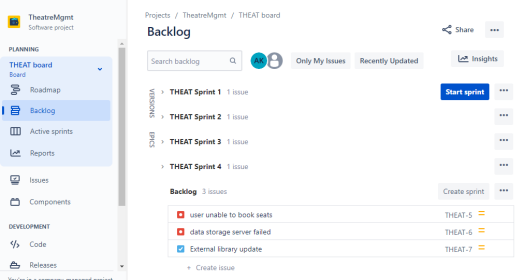 TheatreMgmt
Software project
PLANNING
THEAT board
Board
Roadmap
Backlog
Active sprints
Reports
Issues
Components
DEVELOPMENT
Code
Releases
You're in a company-managed project
Projects / TheatreMgmt / THEAT board
Backlog
Share
Search backlog
AK
Only My Issues
Recently Updated
Insights
VERSIONS
EPICS
THEAT Sprint 1 1 issue
Start sprint
THEAT Sprint 2 1 issue
THEAT Sprint 3 1 issue
THEAT Sprint 4 1 issue
Backlog 3 issues
Create sprint
user unable to book seats THEAT-5
data storage server failed THEAT-6
External library update THEAT-7
+ Create issue